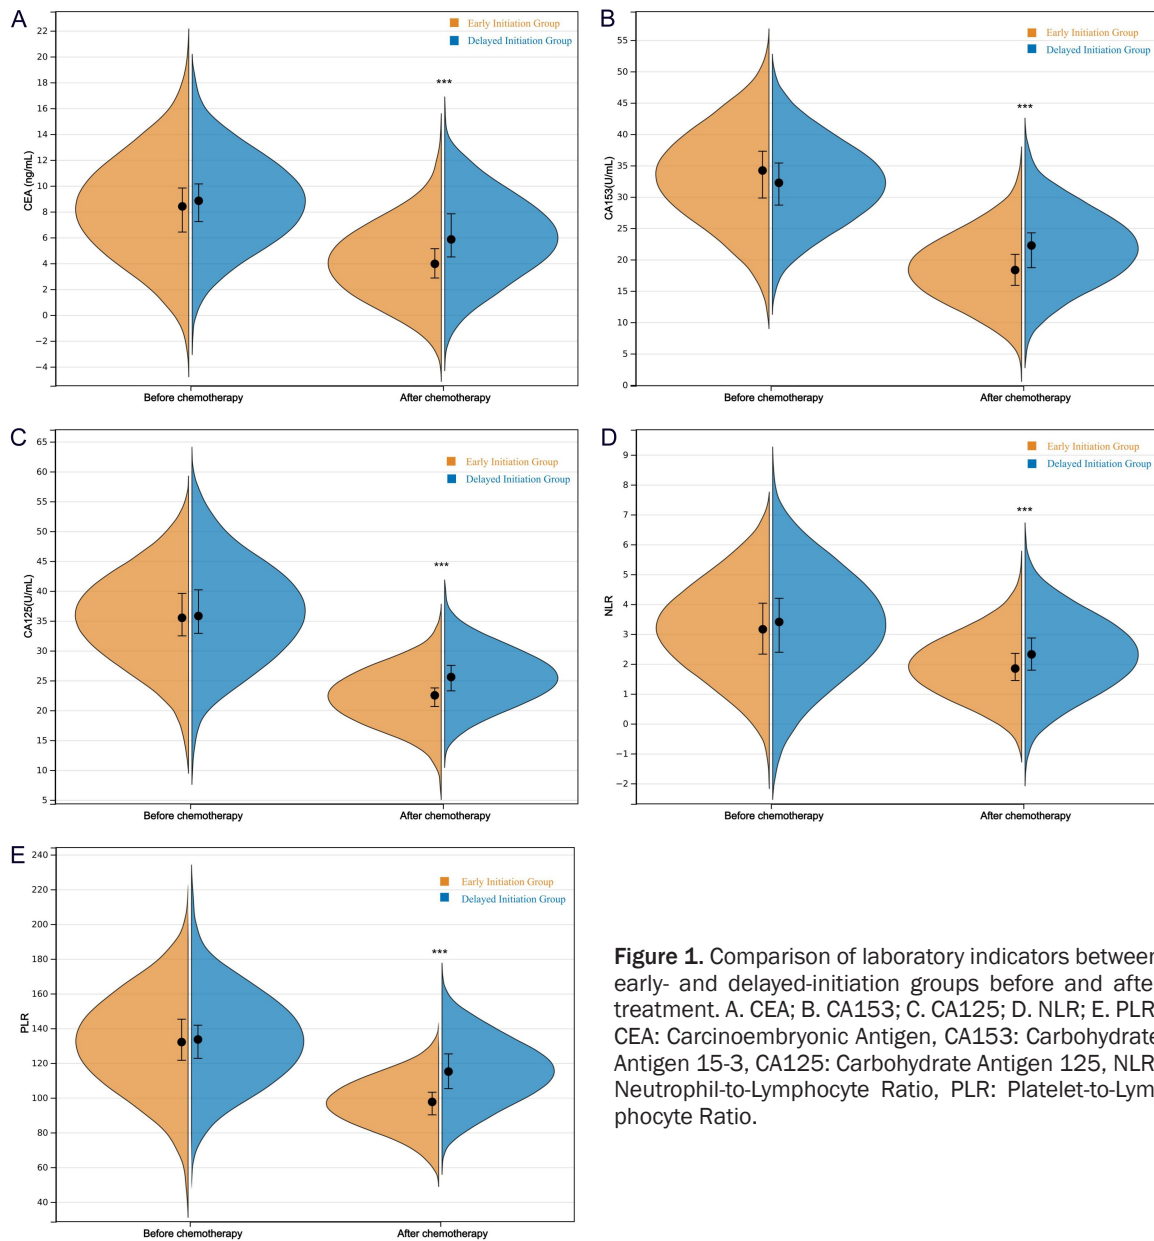 A
CEA (ng/mL)
22
20
18
16
14
12
10
8
6
4
2
0
−2
−4
Early Initiation Group
Delayed Initiation Group
***
Before chemotherapy
After chemotherapy
B
CA153(U/mL)
55
50
45
40
35
30
25
20
15
10
5
0
Early Initiation Group
Delayed Initiation Group
***
Before chemotherapy
After chemotherapy
C
CA125(U/mL)
65
60
55
50
45
40
35
30
25
20
15
10
5
Early Initiation Group
Delayed Initiation Group
***
Before chemotherapy
After chemotherapy
D
NLR
9
8
7
6
5
4
3
2
1
0
−1
−2
Early Initiation Group
Delayed Initiation Group
***
Before chemotherapy
After chemotherapy
E
PLR
240
220
200
180
160
140
120
100
80
60
40
Early Initiation Group
Delayed Initiation Group
***
Before chemotherapy
After chemotherapy
Figure 1. Comparison of laboratory indicators between
early- and delayed-initiation groups before and afte
treatment. A. CEA; B. CA153; C. CA125; D. NLR; E. PLR
CEA: Carcinoembryonic Antigen, CA153: Carbohydrate
Antigen 15-3, CA125: Carbohydrate Antigen 125, NLR
Neutrophil-to-Lymphocyte Ratio, PLR: Platelet-to-Lym
phocyte Ratio.